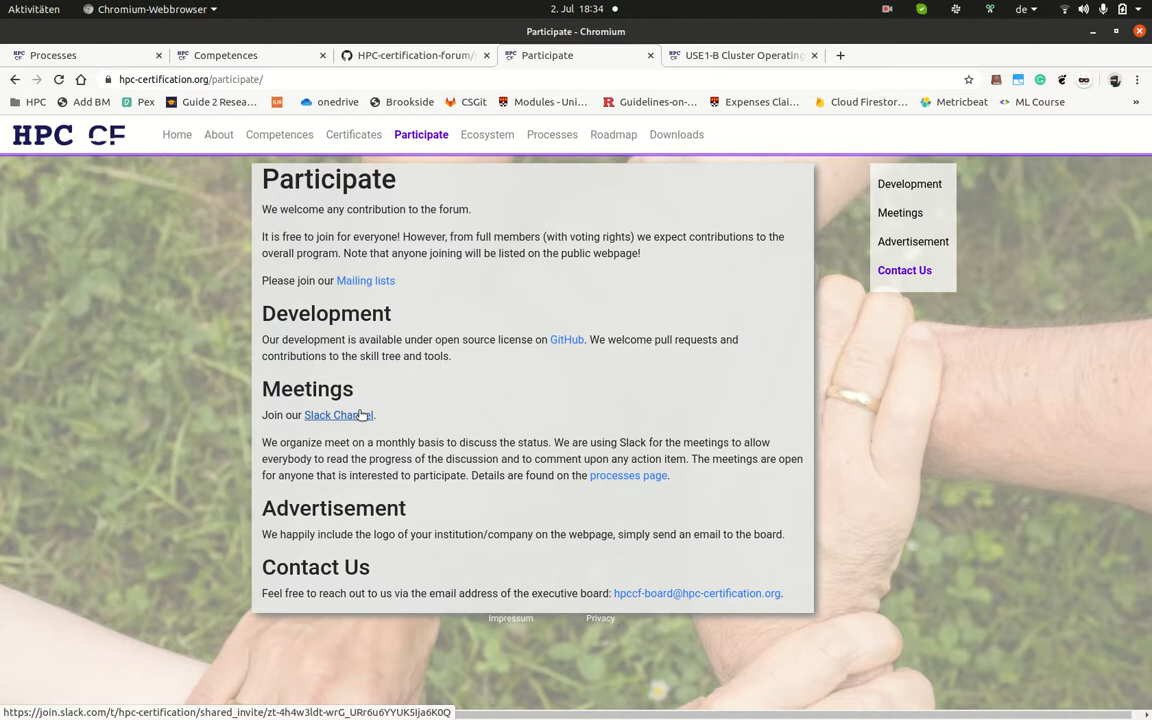 Aktivitäten Chromium-Webbrowser 2. Jul 18:34 de
Participate - Chromium
Processes Competences HPC-certification-forum/ Participate USE1-B Cluster Operating
hpc-certification.org/participate/
HPC Add BM Pex Guide 2 Resea... onedrive Brookside CSGit Modules - Uni... Guidelines-on-... Expenses Clai... Cloud Firestor... Metricbeat ML Course »
HPC CF Home About Competences Certificates Participate Ecosystem Processes Roadmap Downloads
Participate
We welcome any contribution to the forum.
It is free to join for everyone! However, from full members (with voting rights) we expect contributions to the
overall program. Note that anyone joining will be listed on the public webpage!
Please join our Mailing lists
Development
Our development is available under open source license on GitHub. We welcome pull requests and
contributions to the skill tree and tools.
Meetings
Join our Slack Channel.
We organize meet on a monthly basis to discuss the status. We are using Slack for the meetings to allow
everybody to read the progress of the discussion and to comment upon any action item. The meetings are open
for anyone that is interested to participate. Details are found on the processes page.
Advertisement
We happily include the logo of your institution/company on the webpage, simply send an email to the board.
Contact Us
Feel free to reach out to us via the email address of the executive board: hpccf-board@hpc-certification.org.
Development
Meetings
Advertisement
Contact Us
Impressum Privacy
https://join.slack.com/t/hpc-certification/shared_invite/zt-4h4w3ldt-wrG_URr6u6YYUK5Ija6K0Q